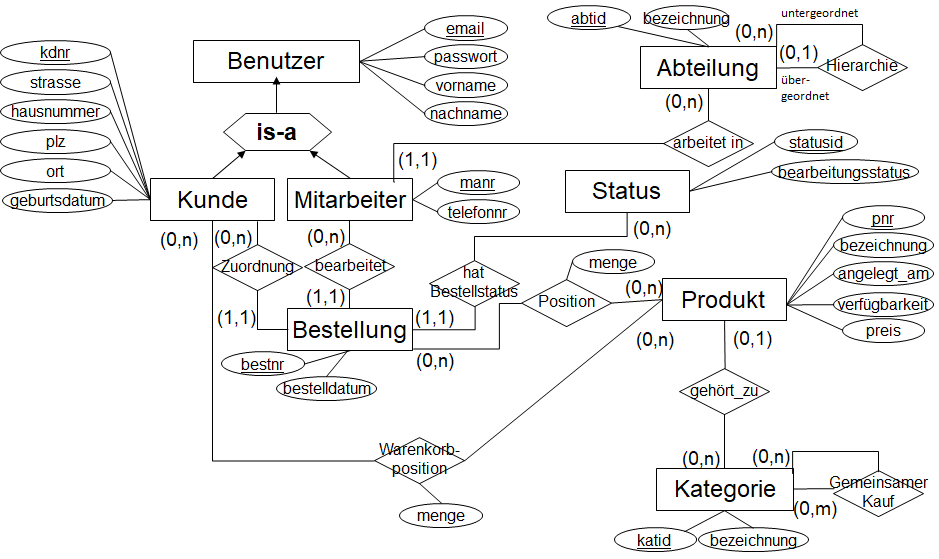 abtid
bezeichnung
untergeordnet
kdnr
email
(0,n)
Benutzer
passwort
Abteilung
(0,1)
Hierarchie
strasse
vorname
über-
geordnet
hausnummer
nachname
(0,n)
plz
is-a
arbeitet in
statusid
ort
(1,1)
bearbeitungsstatus
geburtsdatum
Kunde
Mitarbeiter
manr
telefonnr
Status
pnr
(0,n)
(0,n)
(0,n)
(0,n)
bezeichnung
Zuordnung
bearbeitet
hat
Bestellstatus
menge
angelegt_am
(1,1)
(1,1)
Position
(0,n)
Produkt
verfügbarkeit
(1,1)
Bestellung
preis
(0,n)
(0,n)
(0,1)
bestnr
bestelldatum
gehört_zu
Warenkorb-
position
(0,n)
(0,n)
Kategorie
Gemeinsamer
Kauf
(0,m)
menge
katid
bezeichnung